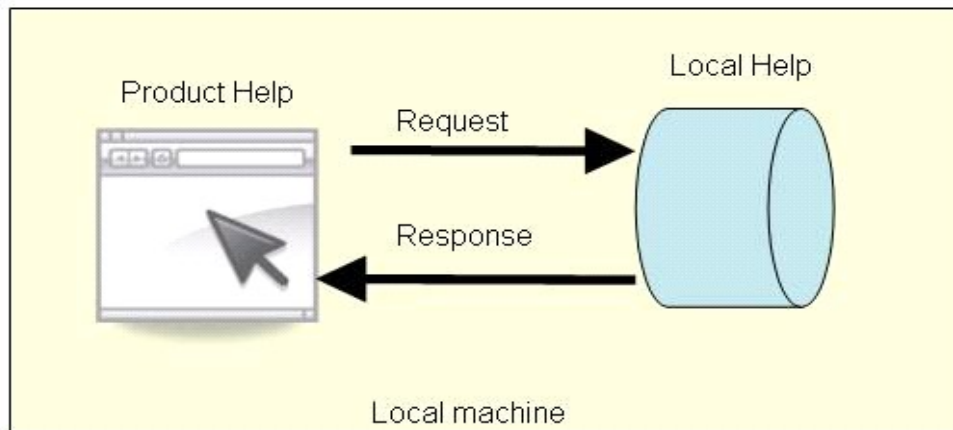 Product Help
Local Help
Request
Response
Local machine